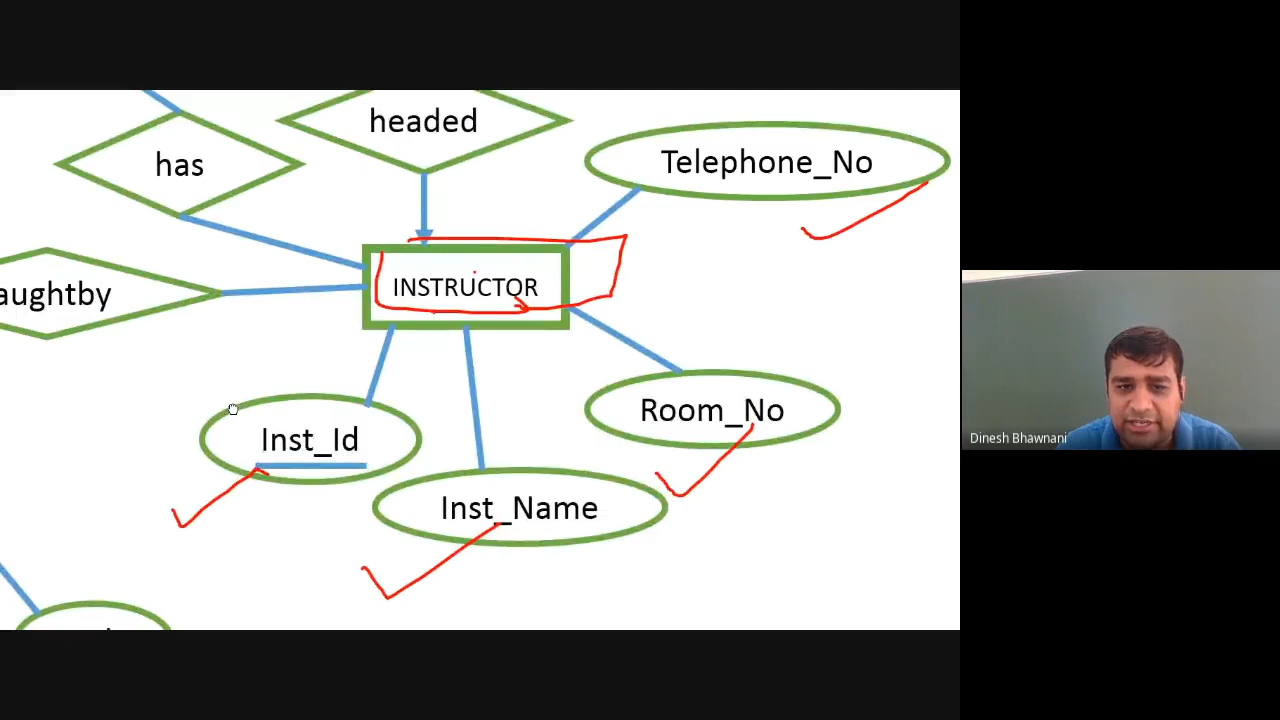 headed
has
Telephone_No
aughtby
INSTRUCTOR
Room_No
Inst_Id
Inst_Name
Dinesh Bhawnani